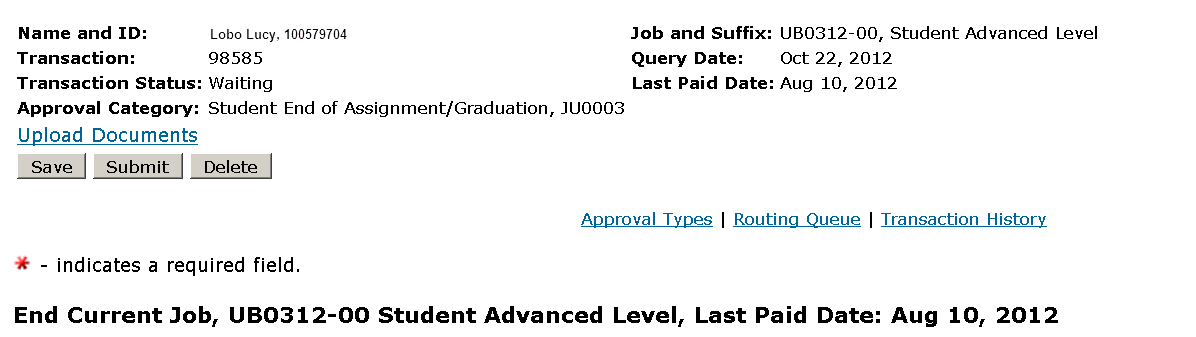 Name and ID: Lobo Lucy, 100579704 Job and Suffix: UB0312-00, Student Advanced Level
Transaction: 98585 Query Date: Oct 22, 2012
Transaction Status: Waiting Last Paid Date: Aug 10, 2012
Approval Category: Student End of Assignment/Graduation, JU0003
Upload Documents
Save Submit Delete
Approval Types | Routing Queue | Transaction History
* - indicates a required field.
End Current Job, UB0312-00 Student Advanced Level, Last Paid Date: Aug 10, 2012